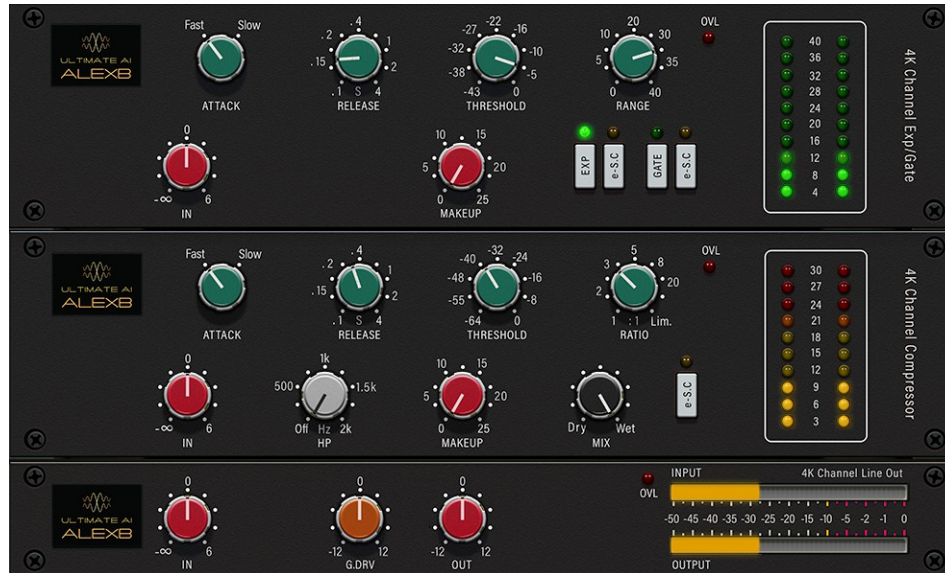 ULTIMATE AI
ALEXB
Fast Slow
ATTACK
.1 .15 .2 .4 1 2 4 S
RELEASE
-43 -38 -32 -27 -22 -16 -10 -5 0
THRESHOLD
0 5 10 20 30 35 40
RANGE
OVL
-∞ 0 6
IN
0 5 10 15 20 25
MAKEUP
EXP
e-S.C
GATE
e-S.C
40
36
32
28
24
20
16
12
8
4
4K Channel Exp/Gate
ULTIMATE AI
ALEXB
Fast Slow
ATTACK
.1 .15 .2 .4 1 2 4 S
RELEASE
-64 -55 -48 -40 -32 -24 -16 -8 0
THRESHOLD
1 2 3 5 8 20 Lim. :1
RATIO
OVL
-∞ 0 6
IN
Off 500 1k 1.5k 2k Hz
HP
0 5 10 15 20 25
MAKEUP
Dry Wet
MIX
e-S.C
30
27
24
21
18
15
12
9
6
3
4K Channel Compressor
ULTIMATE AI
ALEXB
-∞ 0 6
IN
-12 0 12
G.DRV
-12 0 12
OUT
OVL
INPUT 4K Channel Line Out
-50 -45 -40 -35 -30 -25 -20 -15 -10 -5 -2 -1 0
OUTPUT